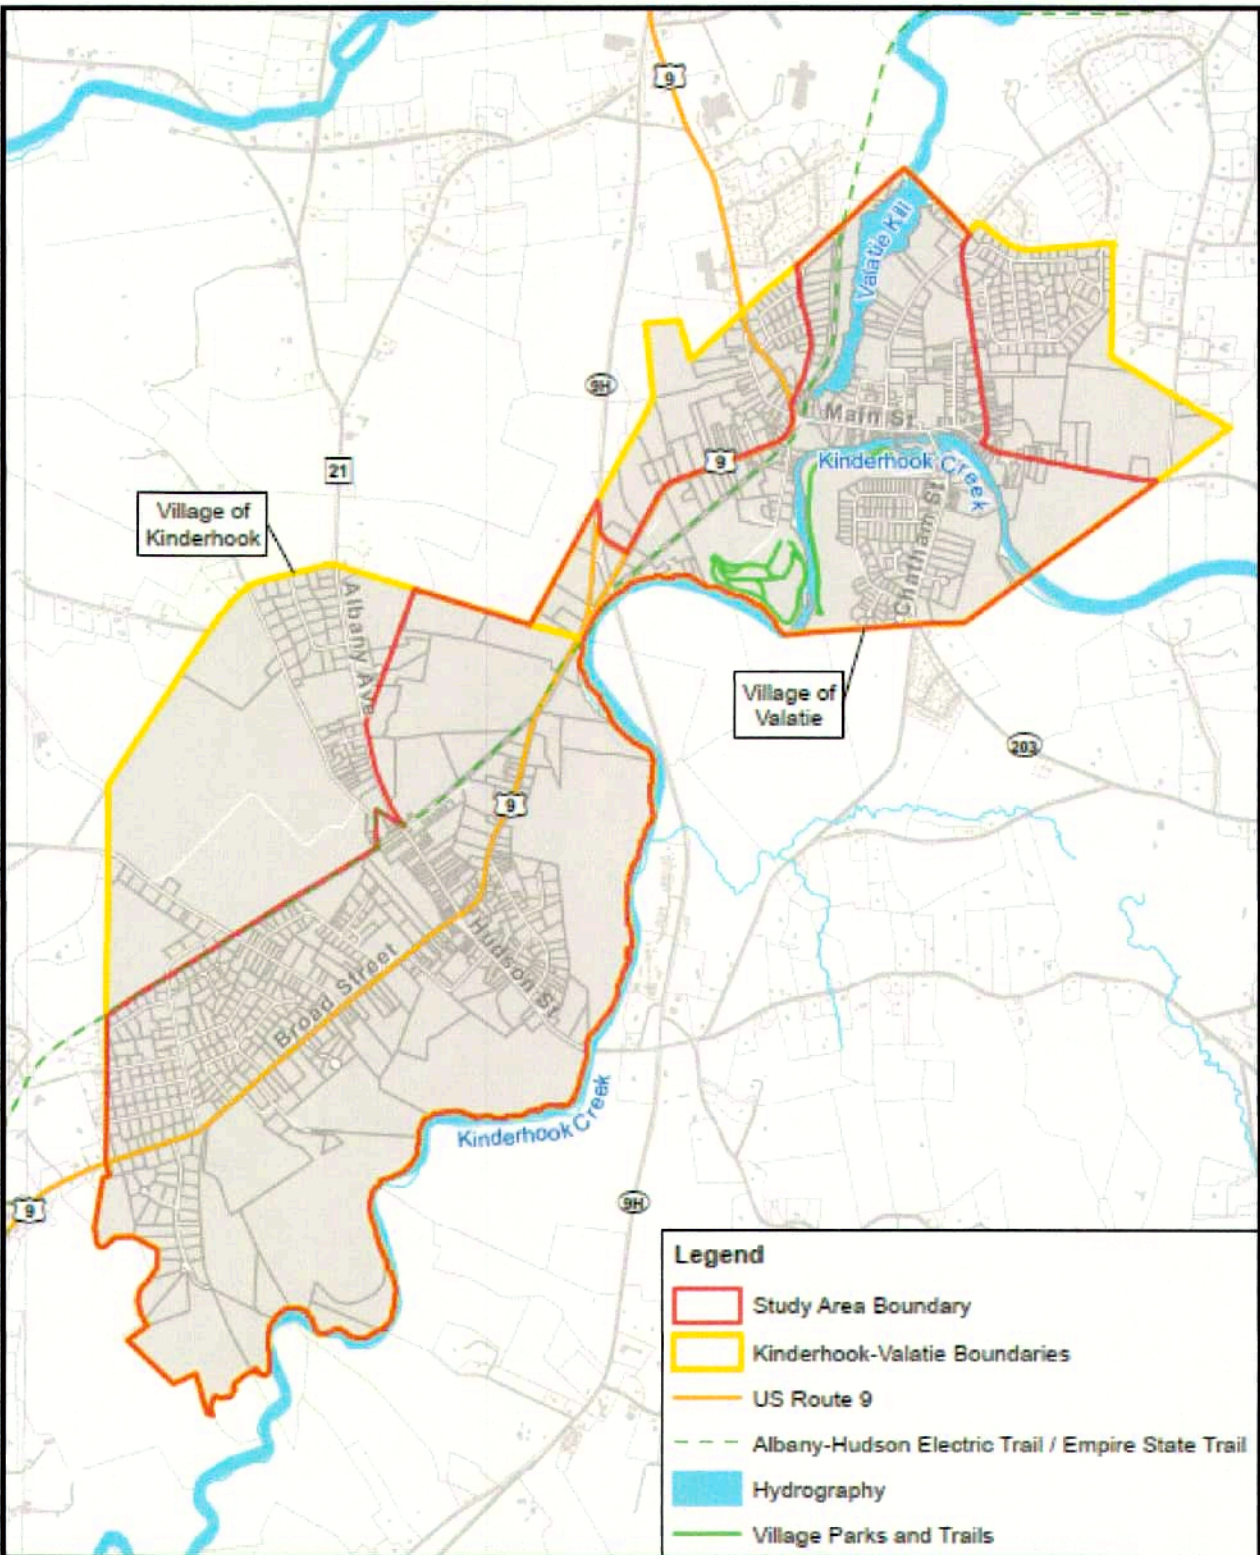 9
Valatie Kill
9H
Main St
9
Kinderhook Creek
21
Village of
Kinderhook
Albany Ave
Chatham St
Village of
Valatie
203
9
Hudson St
Broad Street
Kinderhook Creek
9
9H
Legend
Study Area Boundary
Kinderhook-Valatie Boundaries
US Route 9
Albany-Hudson Electric Trail / Empire State Trail
Hydrography
Village Parks and Trails